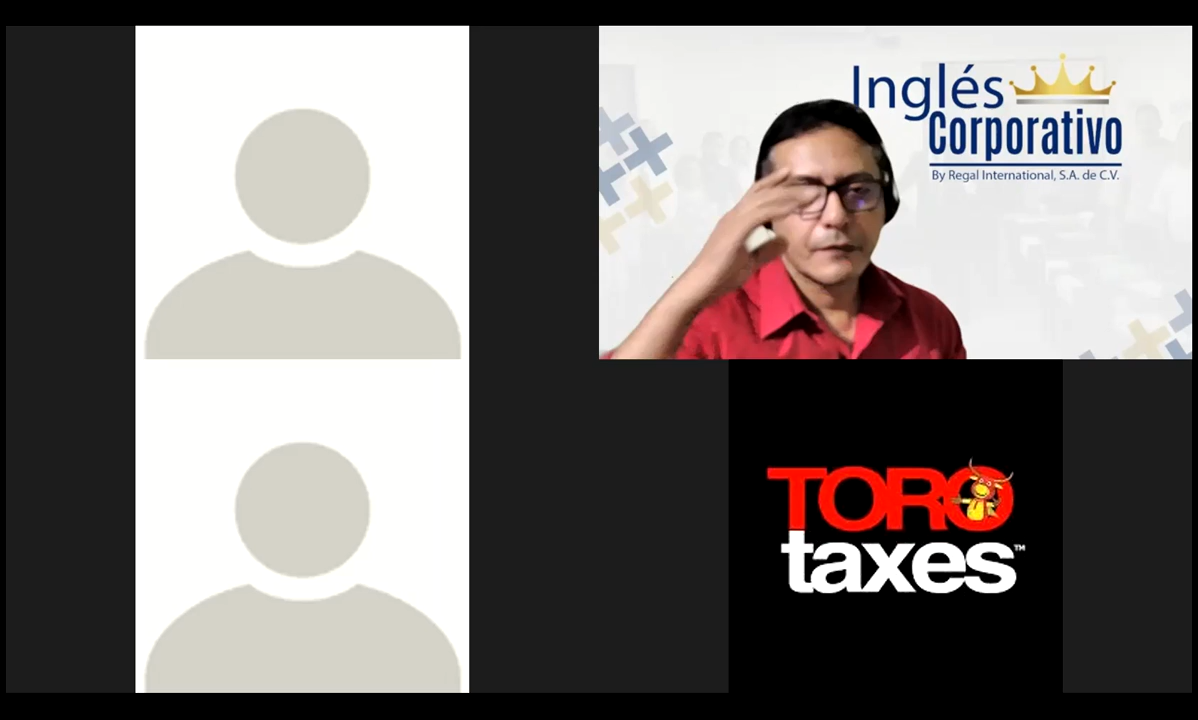 Inglés
Corporativo
By Regal International, S.A. de C.V.
TORO
taxes™